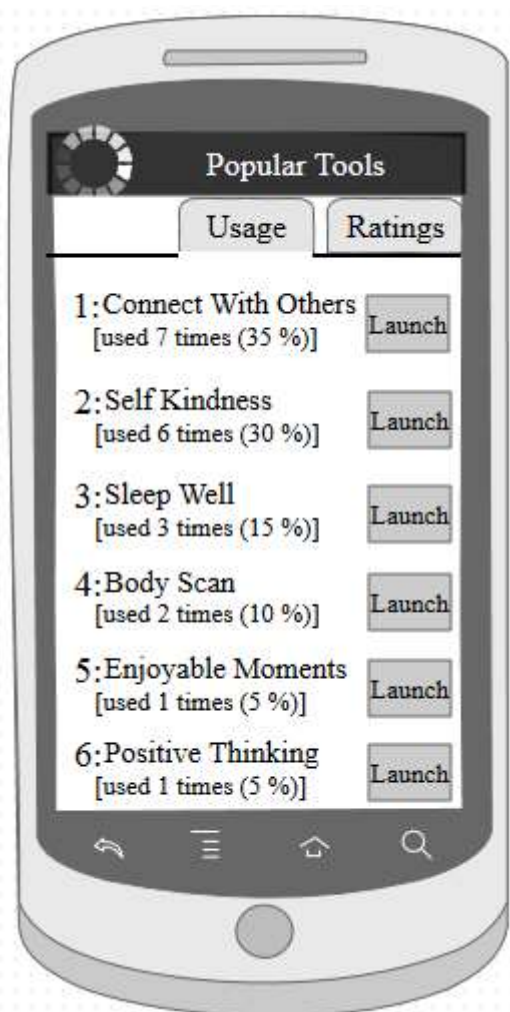 Popular Tools
Usage Ratings
1:Connect With Others
[used 7 times (35 %)]
Launch
2:Self Kindness
[used 6 times (30 %)]
Launch
3:Sleep Well
[used 3 times (15 %)]
Launch
4:Body Scan
[used 2 times (10 %)]
Launch
5:Enjoyable Moments
[used 1 times (5 %)]
Launch
6:Positive Thinking
[used 1 times (5 %)]
Launch